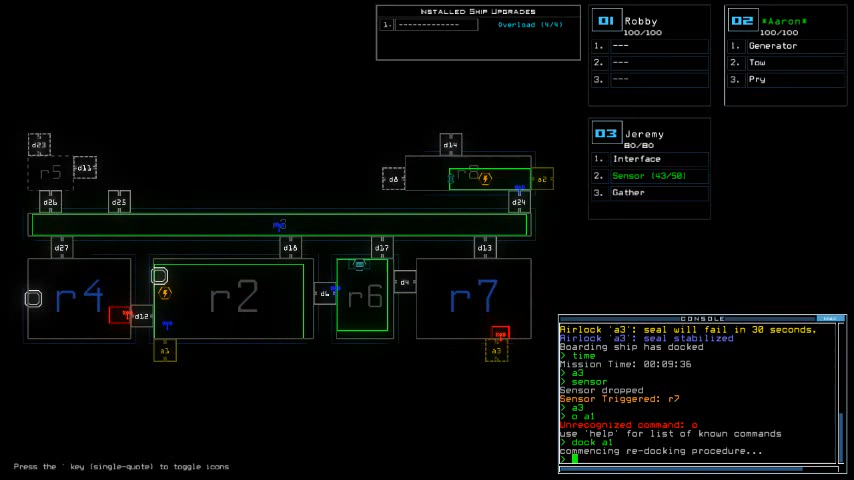 INSTALLED SHIP UPGRADES
1. -------------- Overload (4/4)
01 Robby
100/100
1. ---
2. ---
3. ---
02 *Aaron*
100/100
1. Generator
2. Tow
3. Pry
03 Jeremy
80/80
1. Interface
2. Sensor (43/50)
3. Gather
d23
d14
r5
d11
d8
r8
a2
d26
d25
d24
d27
d18
d17
d13
r4
r2
r6
r7
d12
d6
d4
a1
a3
CONSOLE
Airlock 'a3': seal will fail in 30 seconds.
Airlock 'a3': seal stabilized
Boarding ship has docked
> time
Mission Time: 00:09:36
> a3
> sensor
Sensor dropped
Sensor Triggered: r7
> a3
> o a1
Unrecognized command: o
use 'help' for list of known commands
> dock a1
commencing re-docking procedure...
>
Press the ' key (single-quote) to toggle icons